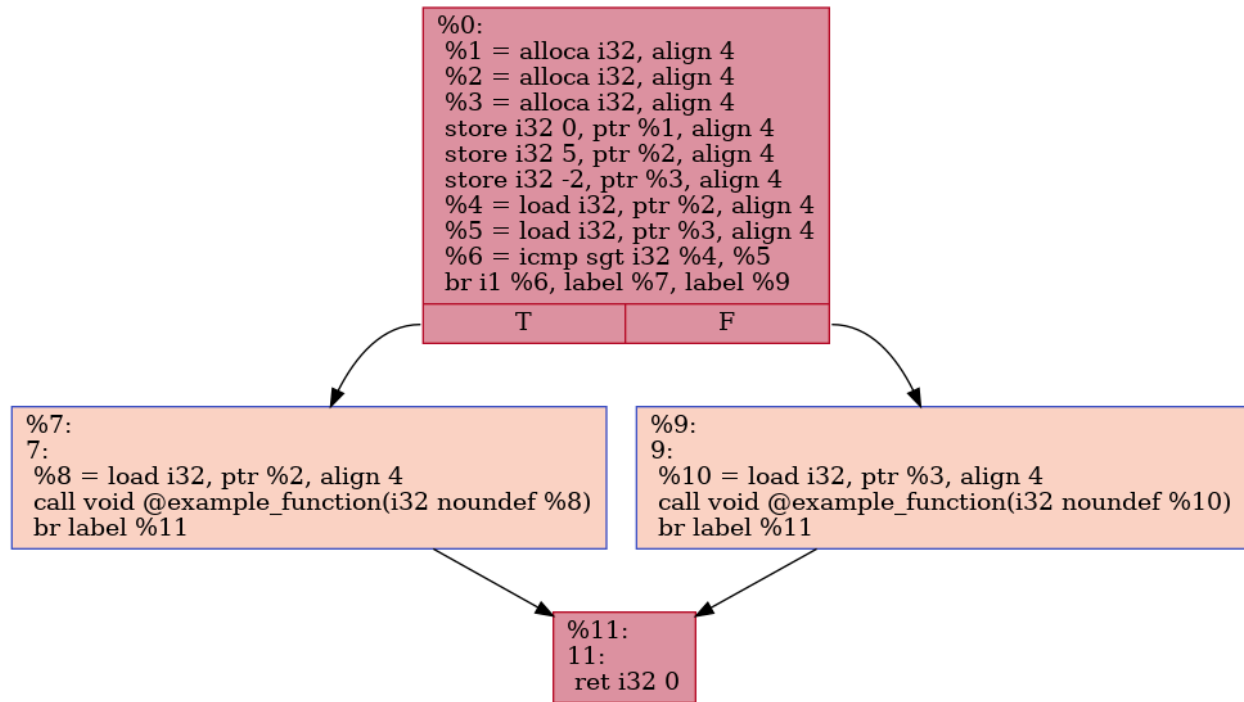 %0:
%1 = alloca i32, align 4
%2 = alloca i32, align 4
%3 = alloca i32, align 4
store i32 0, ptr %1, align 4
store i32 5, ptr %2, align 4
store i32 -2, ptr %3, align 4
%4 = load i32, ptr %2, align 4
%5 = load i32, ptr %3, align 4
%6 = icmp sgt i32 %4, %5
br i1 %6, label %7, label %9
T
F
%7:
7:
%8 = load i32, ptr %2, align 4
call void @example_function(i32 noundef %8)
br label %11
%9:
9:
%10 = load i32, ptr %3, align 4
call void @example_function(i32 noundef %10)
br label %11
%11:
11:
ret i32 0